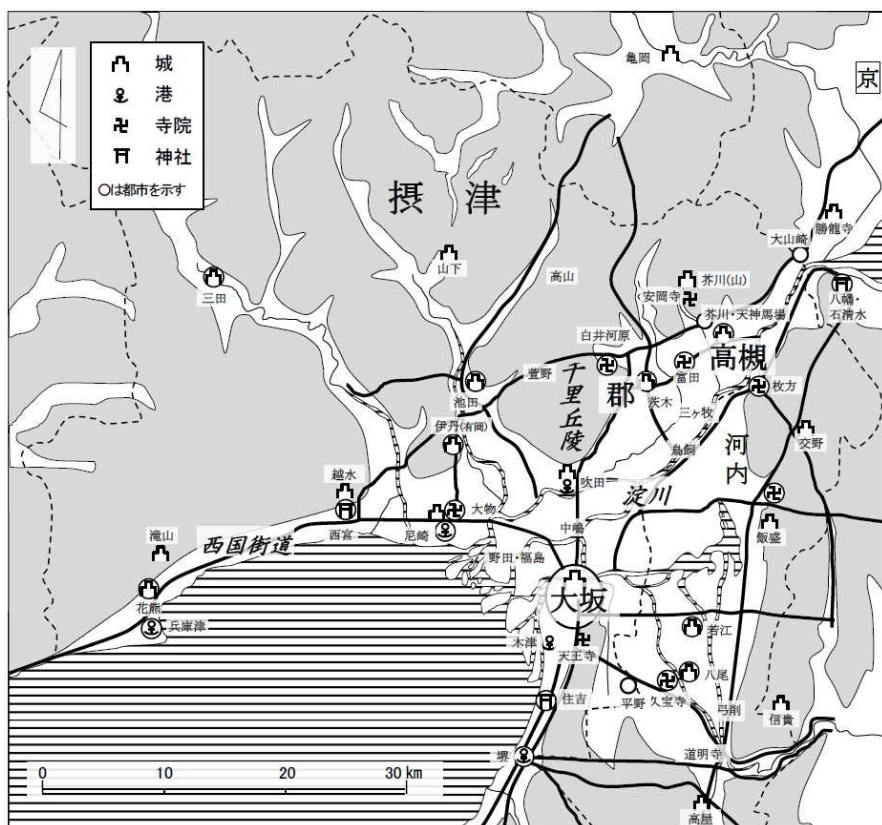 城
港
寺院
神社
○は都市を示す
亀岡
京
摂津
勝龍寺
大山崎
山下
三田
高山
芥川(山)
安岡寺
八幡・
石清水
芥川・天神馬場
白井河原
高槻
萱野
千里丘陵
郡
富田
池田
茨木
枚方
三ヶ牧
伊丹(有岡)
鳥飼
河内
交野
越水
吹田
淀川
大物
西宮
尼崎
中嶋
飯盛
滝山
西国街道
野田・福島
花熊
大坂
兵庫津
若江
木津
天王寺
八尾
住吉
平野
久宝寺
弓削
信貴
堺
道明寺
0 10 20 30 km
高屋